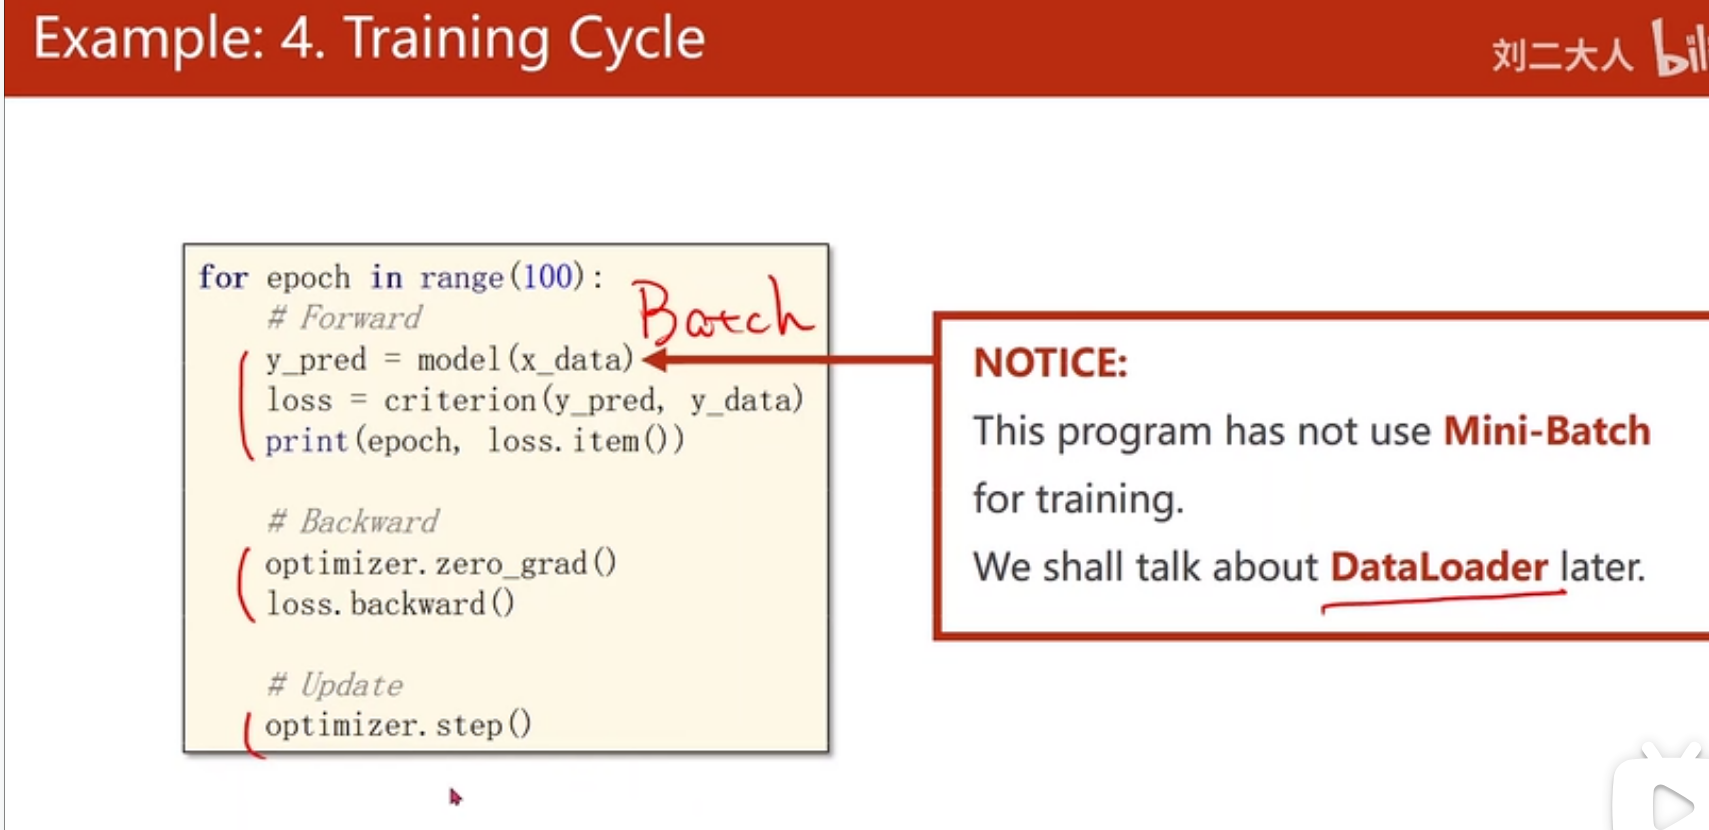 Example: 4. Training Cycle
刘二大人
for epoch in range(100):
# Forward
Batch
y_pred = model(x_data)
loss = criterion(y_pred, y_data)
print(epoch, loss.item())
# Backward
optimizer.zero_grad()
loss.backward()
# Update
optimizer.step()
NOTICE:
This program has not use Mini-Batch
for training.
We shall talk about DataLoader later.